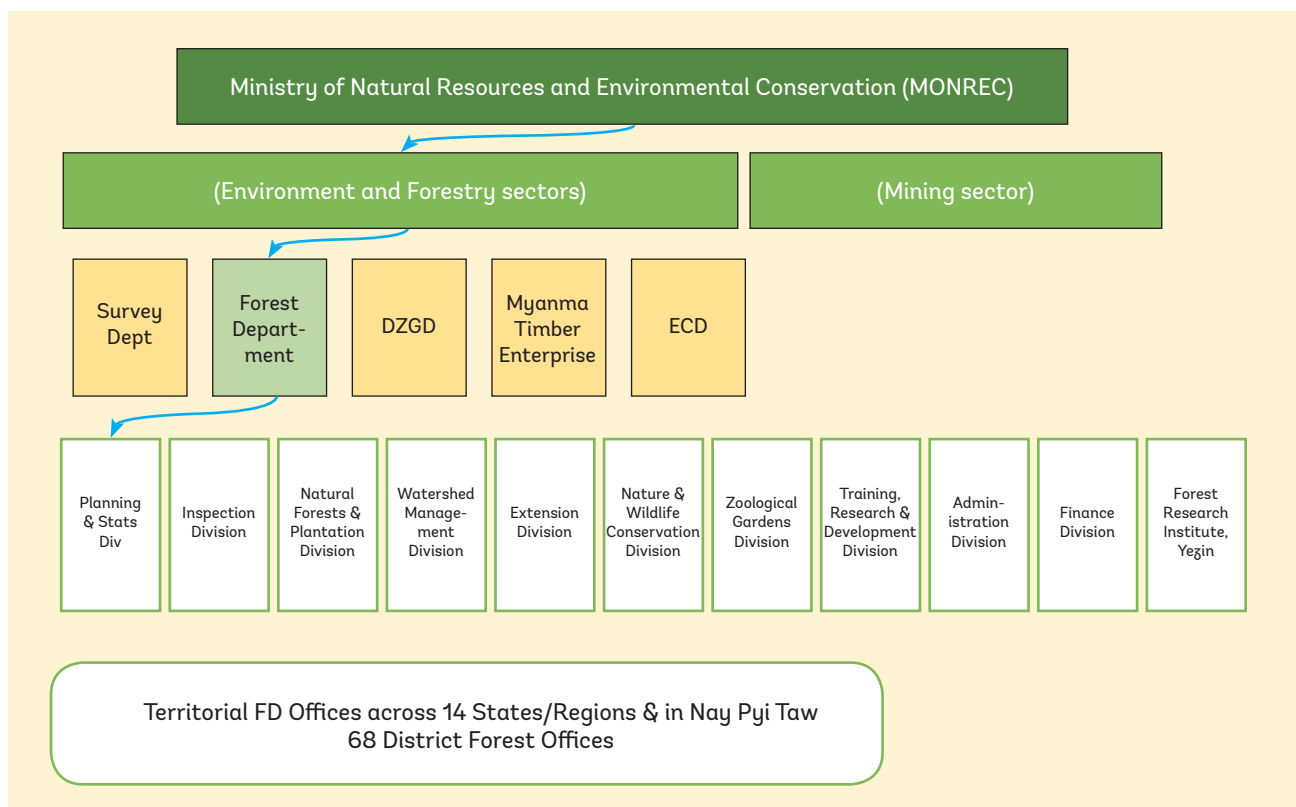 Ministry of Natural Resources and Environmental Conservation (MONREC)
(Environment and Forestry sectors)
(Mining sector)
Survey
Dept
Forest
Depart-
ment
DZGD
Myanma
Timber
Enterprise
ECD
Planning
& Stats
Div
Inspection
Division
Natural
Forests &
Plantation
Division
Watershed
Manage-
ment
Division
Extension
Division
Nature &
Wildlife
Conservation
Division
Zoological
Gardens
Division
Training,
Research &
Development
Division
Admin-
istration
Division
Finance
Division
Forest
Research
Institute,
Yezin
Territorial FD Offices across 14 States/Regions & in Nay Pyi Taw
68 District Forest Offices